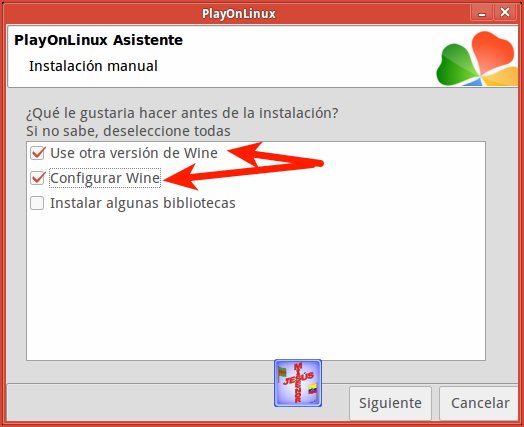 PlayOnLinux
PlayOnLinux Asistente
Instalación manual
¿Qué le gustaria hacer antes de la instalación?
Si no sabe, deseleccione todas
Use otra versión de Wine
Configurar Wine
Instalar algunas bibliotecas
JESÚS
Siguiente
Cancelar